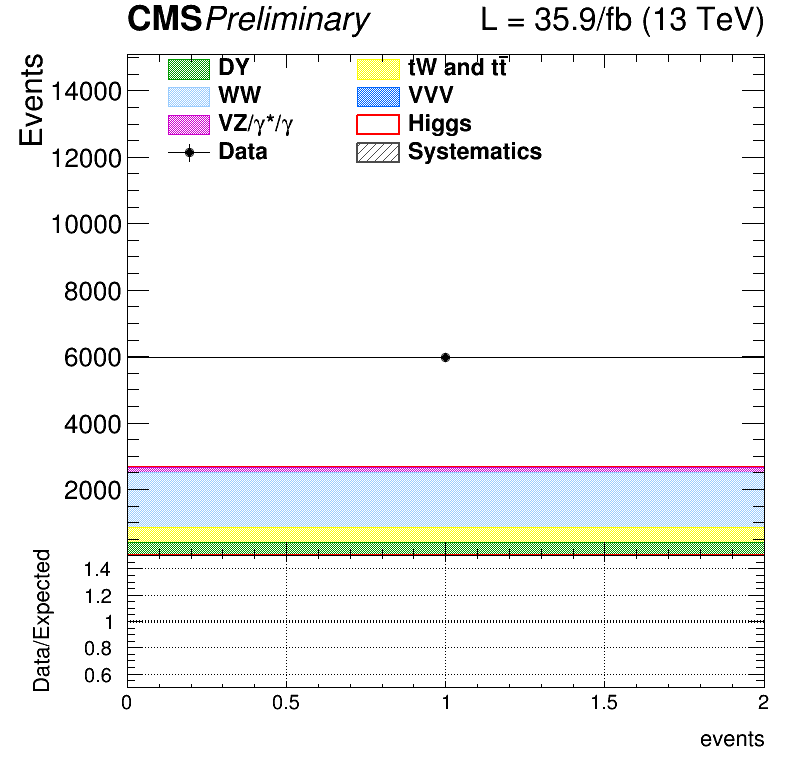 CMS Preliminary L = 35.9/fb (13 TeV)
Events
14000
12000
10000
8000
6000
4000
2000
DY tW and tt̅
WW VVV
VZ/γ*/γ Higgs
Data Systematics
Data/Expected
1.4
1.2
1
0.8
0.6
0 0.5 1 1.5 2
events